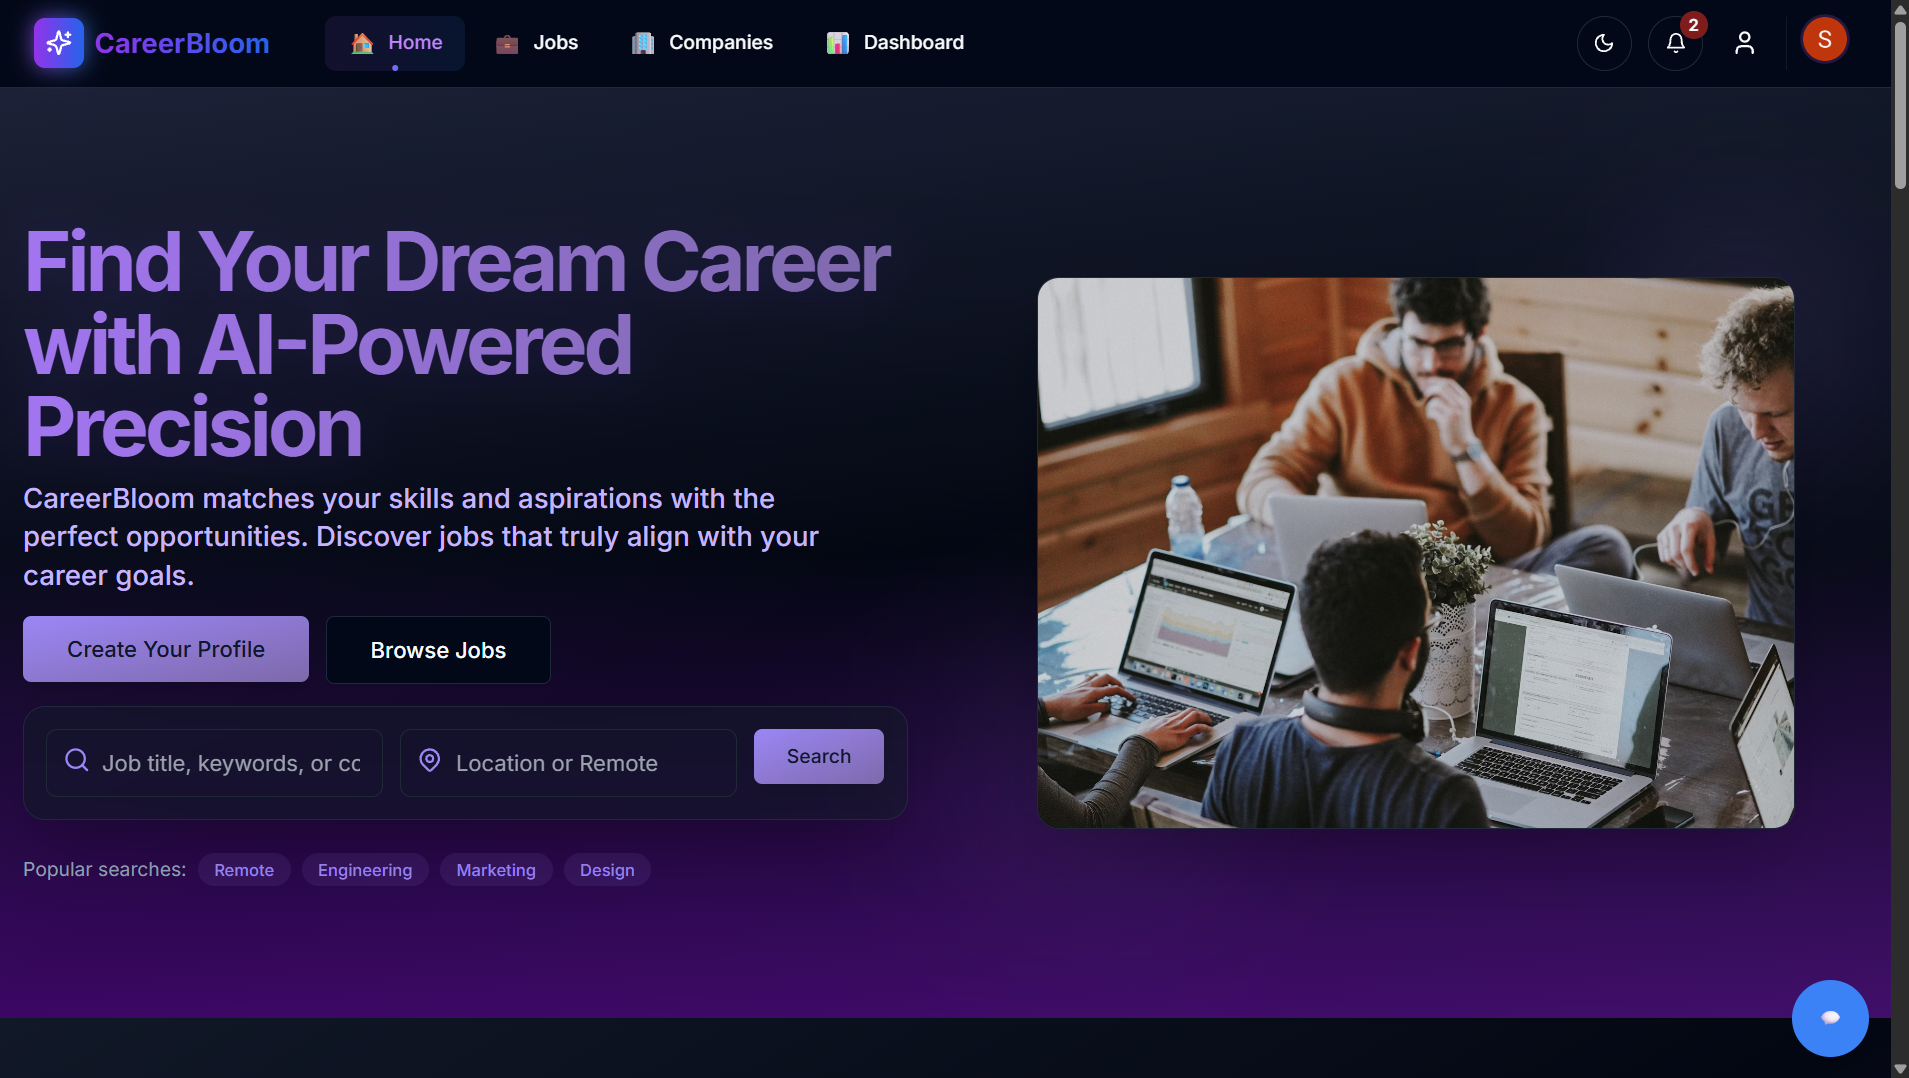 CareerBloom
Home
Jobs
Companies
Dashboard
2
S
Find Your Dream Career
with AI-Powered
Precision
CareerBloom matches your skills and aspirations with the
perfect opportunities. Discover jobs that truly align with your
career goals.
Create Your Profile
Browse Jobs
Job title, keywords, or co
Location or Remote
Search
Popular searches:
Remote
Engineering
Marketing
Design